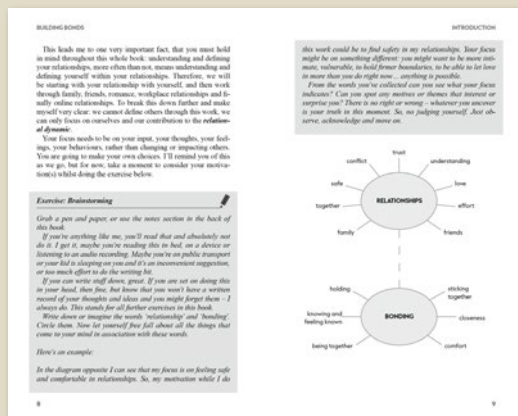 BUILDING BONDS
This leads me to one very important fact, that you must hold
in mind throughout this whole book: understanding and defining
your relationships, more often than not, means understanding and
defining yourself within your relationships. Therefore, we will
be starting with your relationship with yourself, and then work
through family, friends, romance, workplace relationships and fi-
nally online relationships. To break this down further and make
myself very clear: we cannot define others through this work, we
can only focus on ourselves and our contribution to the relation-
al dynamic.
Your focus needs to be on your input, your thoughts, your feel-
ings, your behaviours, rather than changing or impacting others.
You are going to make your own choices. I'll remind you of this
as we go, but for now, take a moment to consider your motiva-
tion(s) whilst doing the exercise below.
Exercise: Brainstorming
Grab a pen and paper, or use the notes section in the back of
this book.
If you're anything like me, you'll read that and absolutely not
do it. I get it, maybe you're reading this in bed, on a device or
listening to an audio recording. Maybe you're on public transport
or your kid is sleeping on you and it's an inconvenient suggestion,
or too much effort to do the writing bit.
If you can write stuff down, great. If you are set on doing this
in your head, then fine, but know that you won't have a written
record of your thoughts and ideas and you might forget them – I
always do. This stands for all further exercises in this book.
Write down or imagine the words 'relationship' and 'bonding'.
Circle them. Now let yourself free fall about all the things that
come to your mind in association with these words.
Here's an example:
In the diagram opposite I can see that my focus is on feeling safe
and comfortable in relationships. So, my motivation while I do
8
INTRODUCTION
this work could be to find safety in my relationships. Your focus
might be on something different: you might want to be more inti-
mate, vulnerable, to hold firmer boundaries, to be able to let love
in more than you do right now... anything is possible.
From the words you've collected can you see what your focus
indicates? Can you spot any motives or themes that interest or
surprise you? There is no right or wrong – whatever you uncover
is your truth in this moment. So, no judging yourself. Just ob-
serve, acknowledge and move on.
trust
conflict
understanding
safe
love
RELATIONSHIPS
together
effort
family
friends
holding
sticking
together
knowing and
feeling known
BONDING
closeness
being together
comfort
9